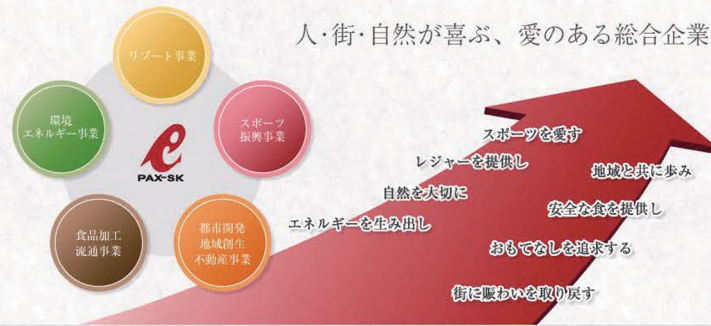 人・街・自然が喜ぶ、愛のある総合企業
リゾート事業
環境
エネルギー事業
スポーツ
振興事業
PAX-SK
食品加工
流通事業
都市開発
地域創生
不動産事業
スポーツを愛す
レジャーを提供し
自然を大切に
エネルギーを生み出し
地域と共に歩み
安全な食を提供し
おもてなしを追求する
街に賑わいを取り戻す